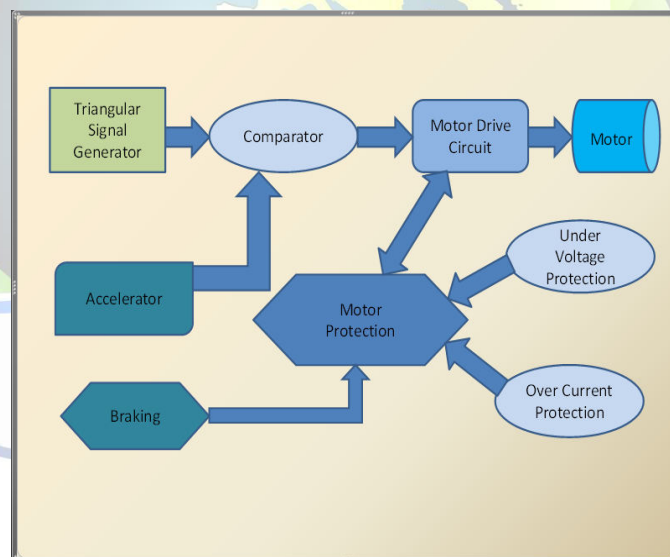 Triangular
Signal
Generator
Comparator
Motor Drive
Circuit
Motor
Accelerator
Motor
Protection
Under
Voltage
Protection
Braking
Over Current
Protection